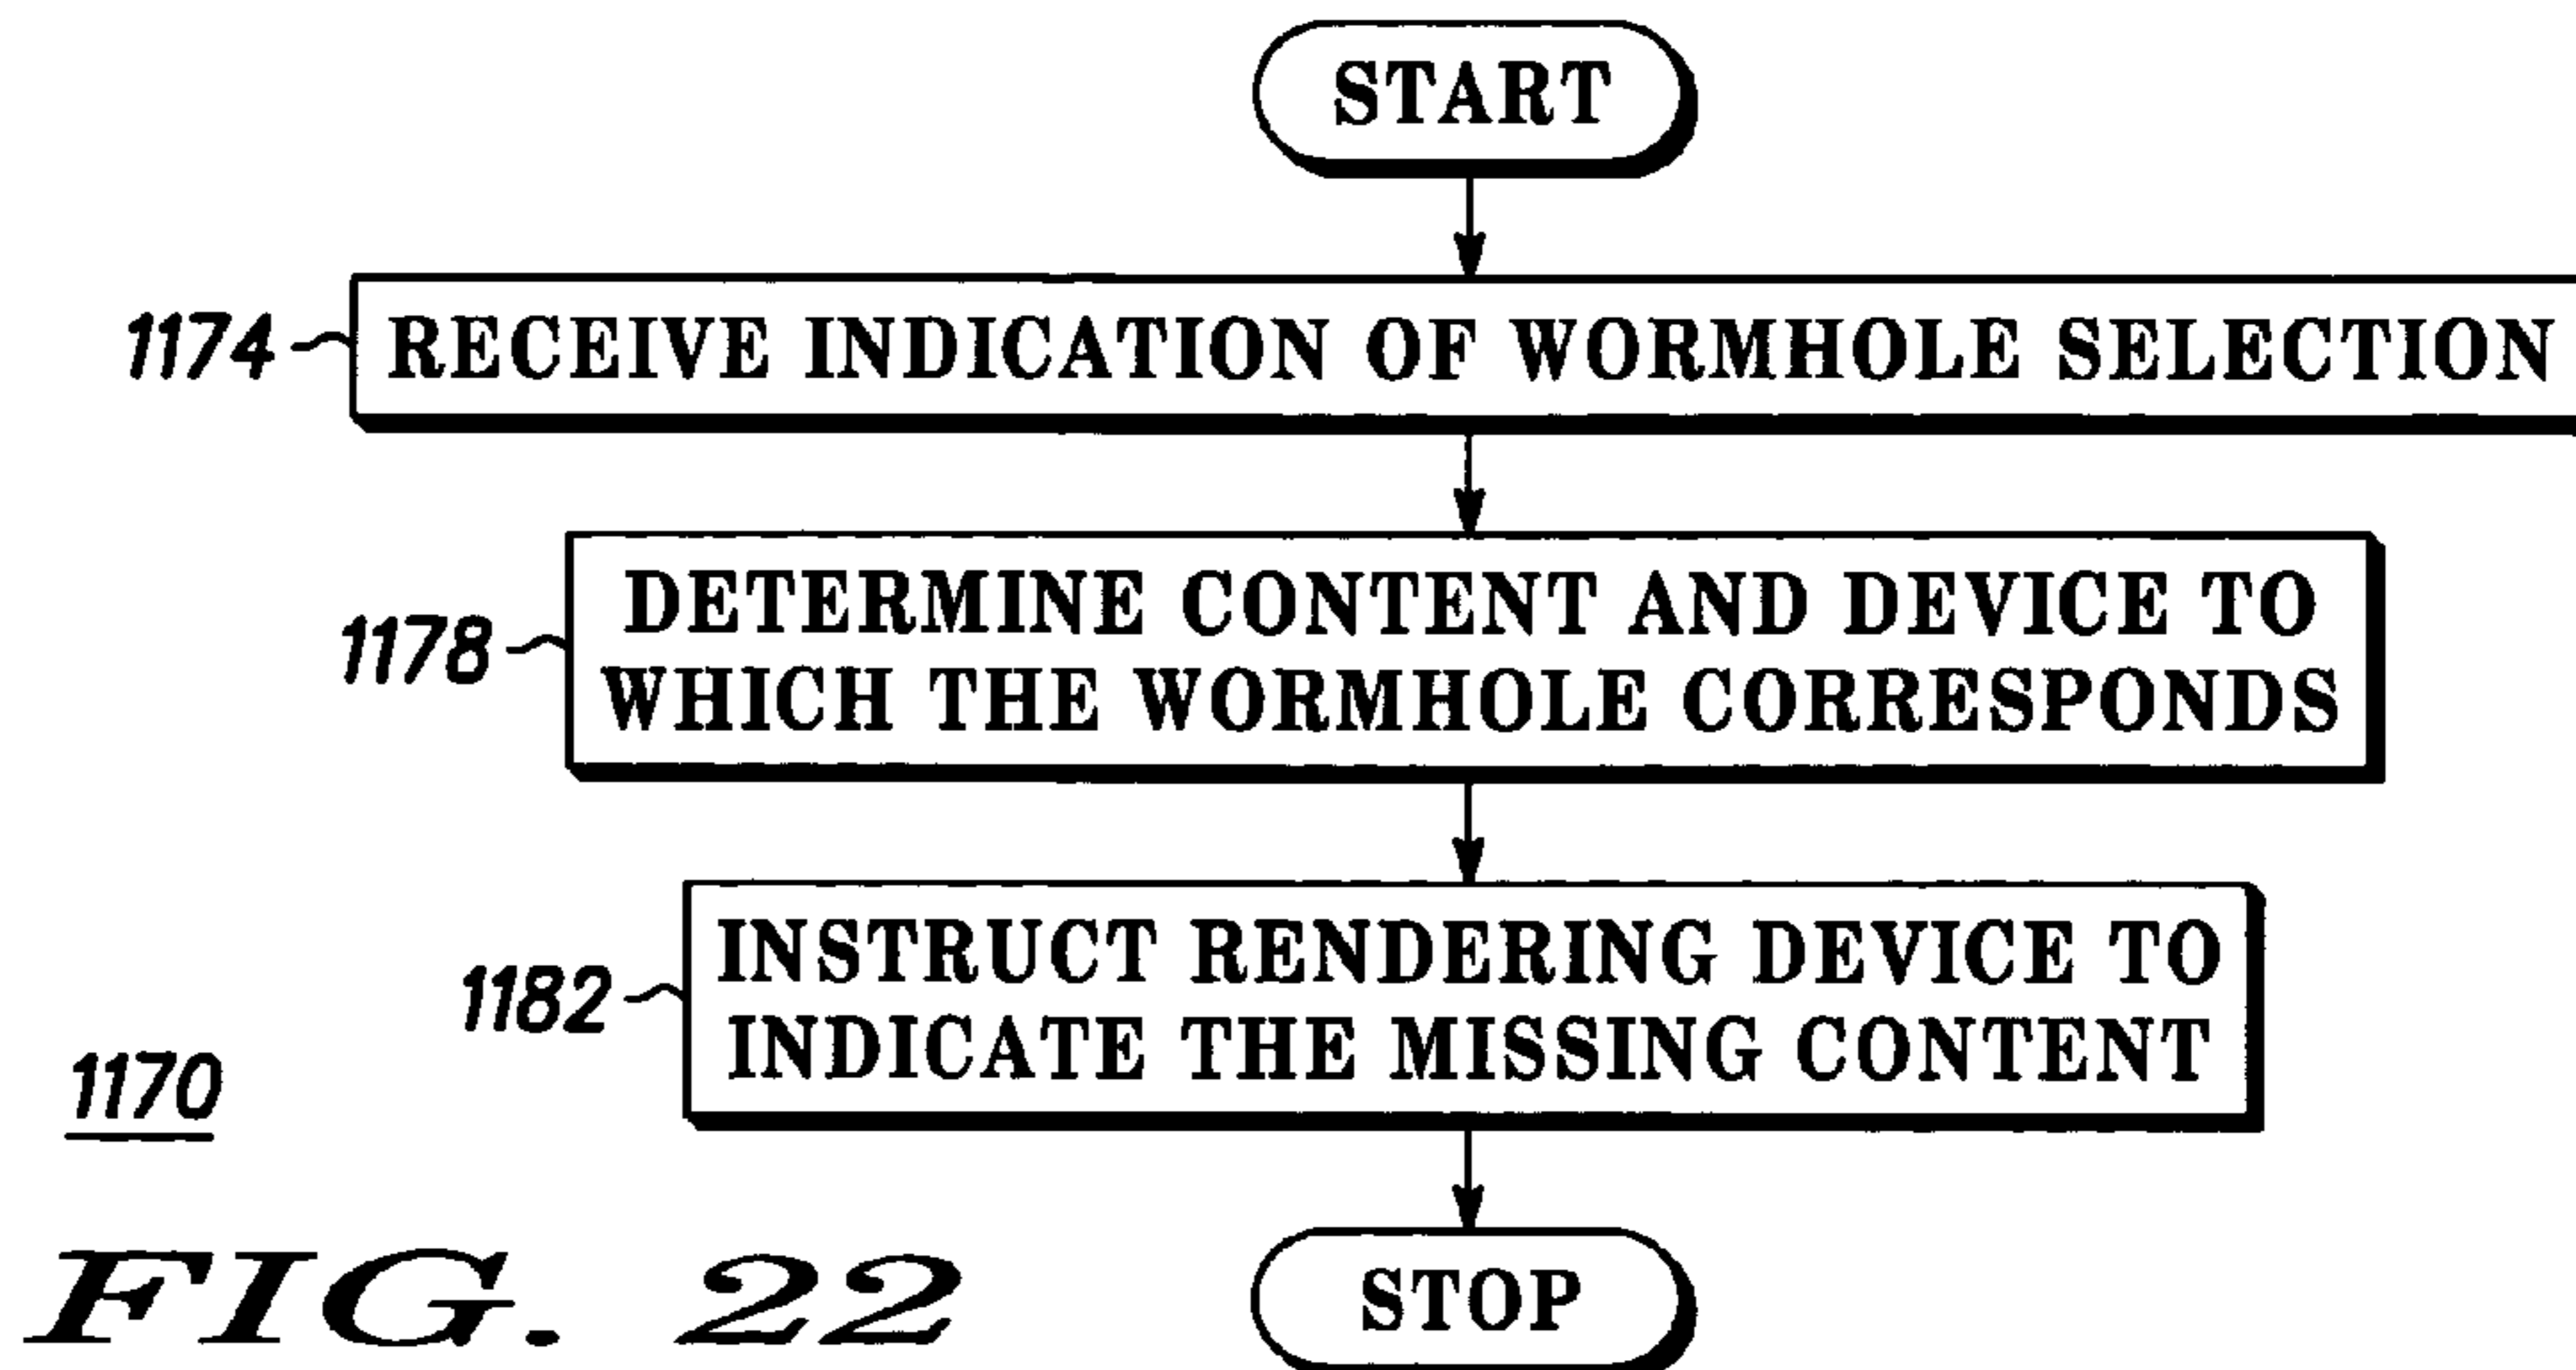 START
1174 RECEIVE INDICATION OF WORMHOLE SELECTION
1178 DETERMINE CONTENT AND DEVICE TO
WHICH THE WORMHOLE CORRESPONDS
1182 INSTRUCT RENDERING DEVICE TO
INDICATE THE MISSING CONTENT
1170
STOP
FIG. 22